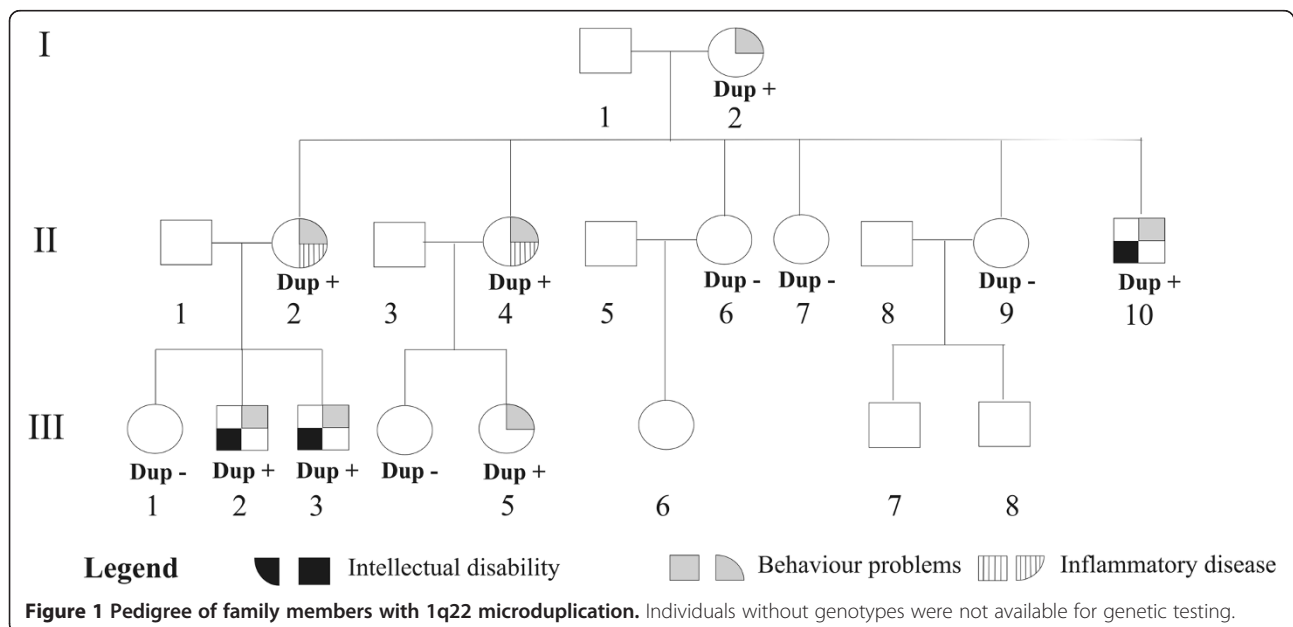 I
Dup +
1 2
II
Dup + Dup + Dup - Dup - Dup - Dup +
1 2 3 4 5 6 7 8 9 10
III
Dup - Dup + Dup + Dup - Dup +
1 2 3 5 6 7 8
Legend Intellectual disability Behaviour problems Inflammatory disease
Figure 1 Pedigree of family members with 1q22 microduplication. Individuals without genotypes were not available for genetic testing.